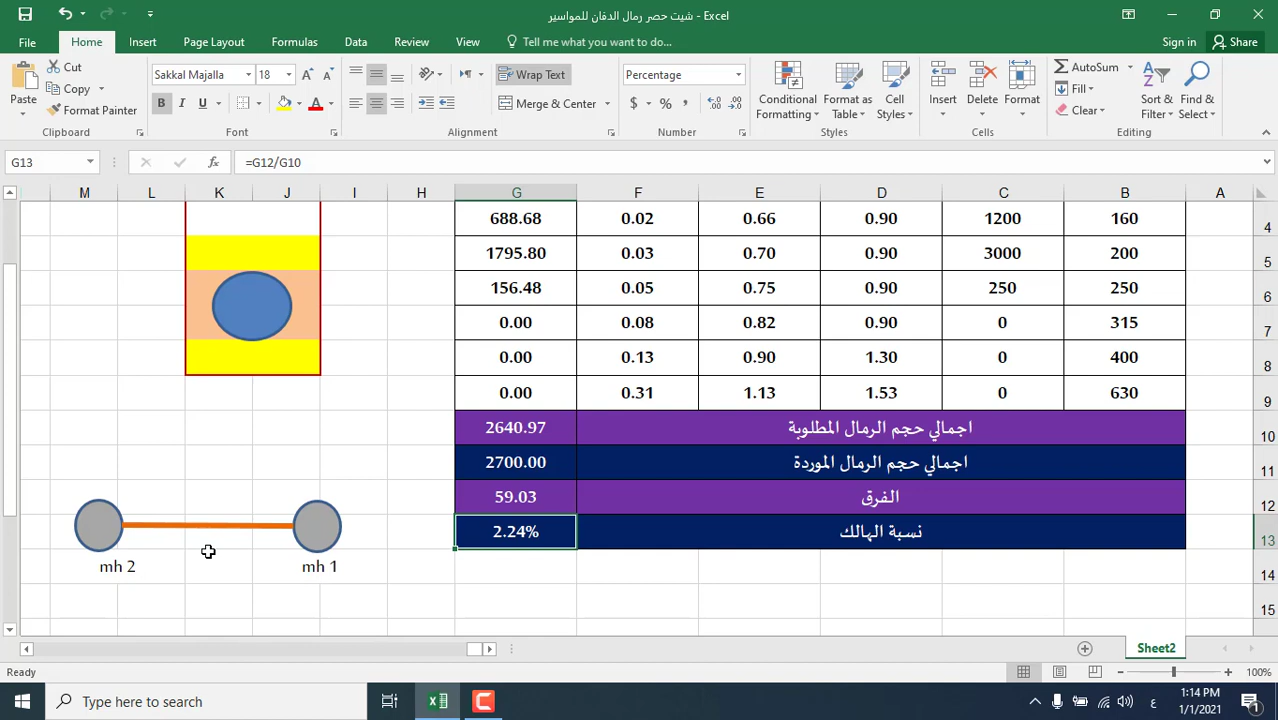 شيت حصر رمال الدفان للمواسير - Excel
File Home Insert Page Layout Formulas Data Review View Tell me what you want to do... Sign in Share
Paste Cut Copy Format Painter Clipboard
Sakkal Majalla 18 B I U Font
Wrap Text Merge & Center Alignment
Percentage $ % , Number
Conditional Formatting Format as Table Cell Styles Styles
Insert Delete Format Cells
AutoSum Fill Clear Sort & Filter Find & Select Editing
G13 fx =G12/G10
M L K J I H G F E D C B A
688.68 0.02 0.66 0.90 1200 160 4
1795.80 0.03 0.70 0.90 3000 200 5
156.48 0.05 0.75 0.90 250 250 6
0.00 0.08 0.82 0.90 0 315 7
0.00 0.13 0.90 1.30 0 400 8
0.00 0.31 1.13 1.53 0 630 9
2640.97 اجمالي حجم الرمال المطلوبة 10
2700.00 اجمالي حجم الرمال الموردة 11
59.03 الفرق 12
2.24% نسبة الهالك 13
mh 2 mh 1 14
15
Sheet2
Ready 100%
Type here to search ع 1:14 PM
1/1/2021 1